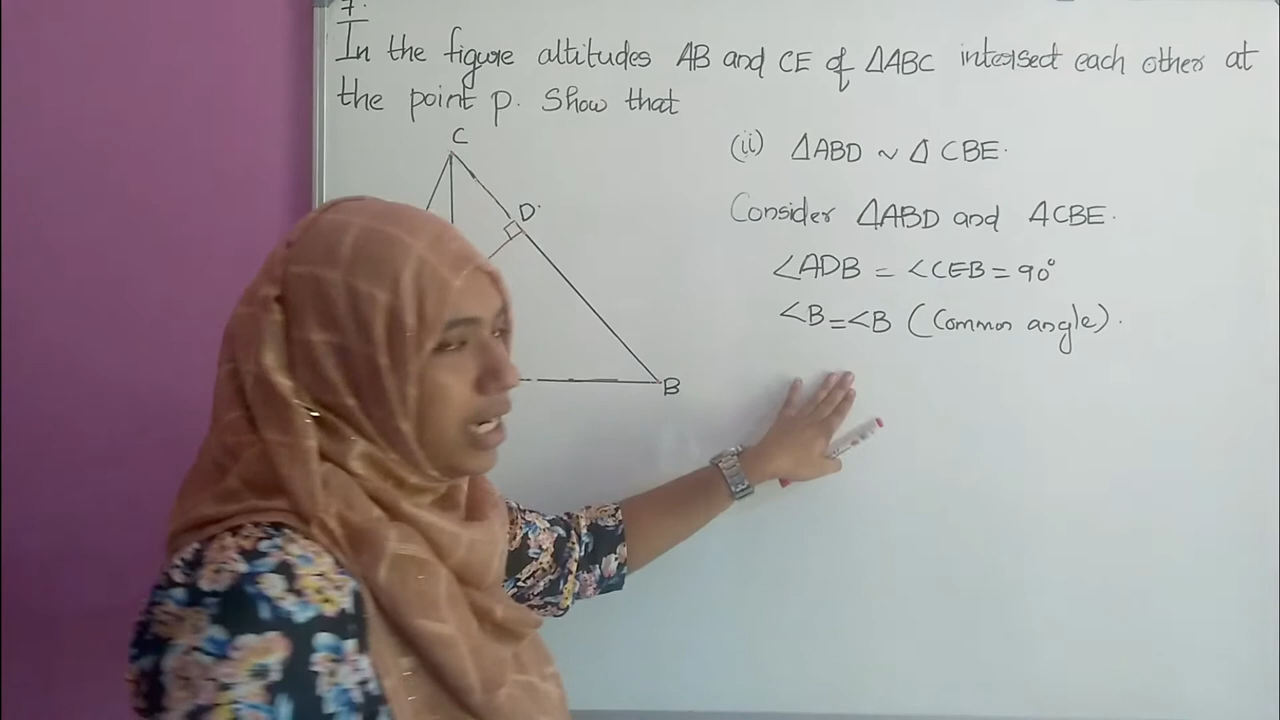 7.
In the figure altitudes AB and CE of ΔABC intersect each other at
the point p. Show that
C
D.
B
(ii) ΔABD ~ Δ CBE.
Consider ΔABD and ΔCBE.
∠ADB = ∠CEB = 90°
∠B = ∠B (Common angle).